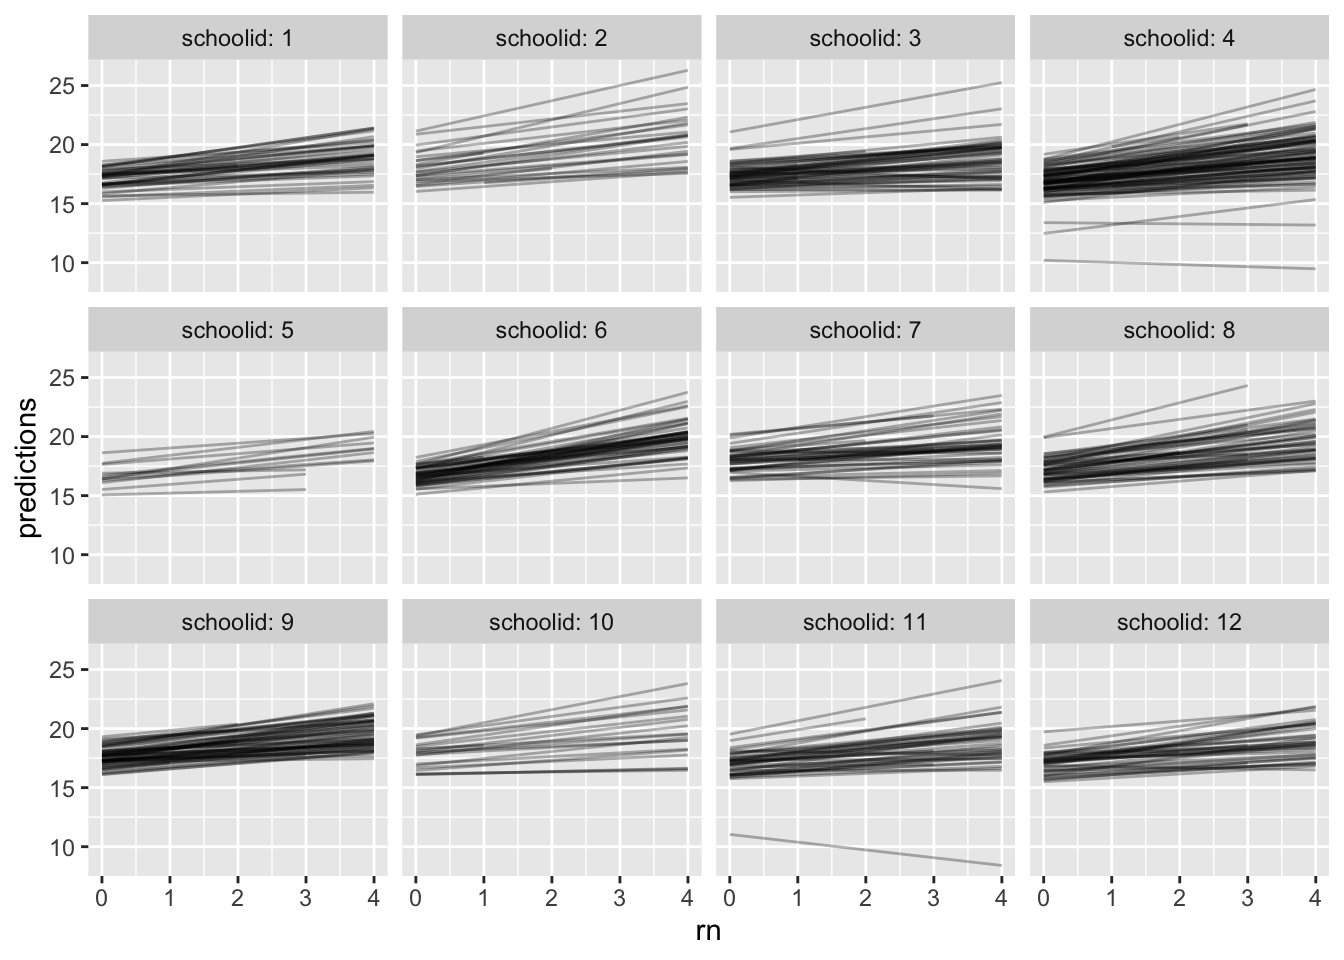 schoolid: 1
schoolid: 2
schoolid: 3
schoolid: 4
25
20
15
10
schoolid: 5
schoolid: 6
schoolid: 7
schoolid: 8
25
20
15
10
predictions
schoolid: 9
schoolid: 10
schoolid: 11
schoolid: 12
25
20
15
10
0 1 2 3 4
0 1 2 3 4
0 1 2 3 4
0 1 2 3 4
rn